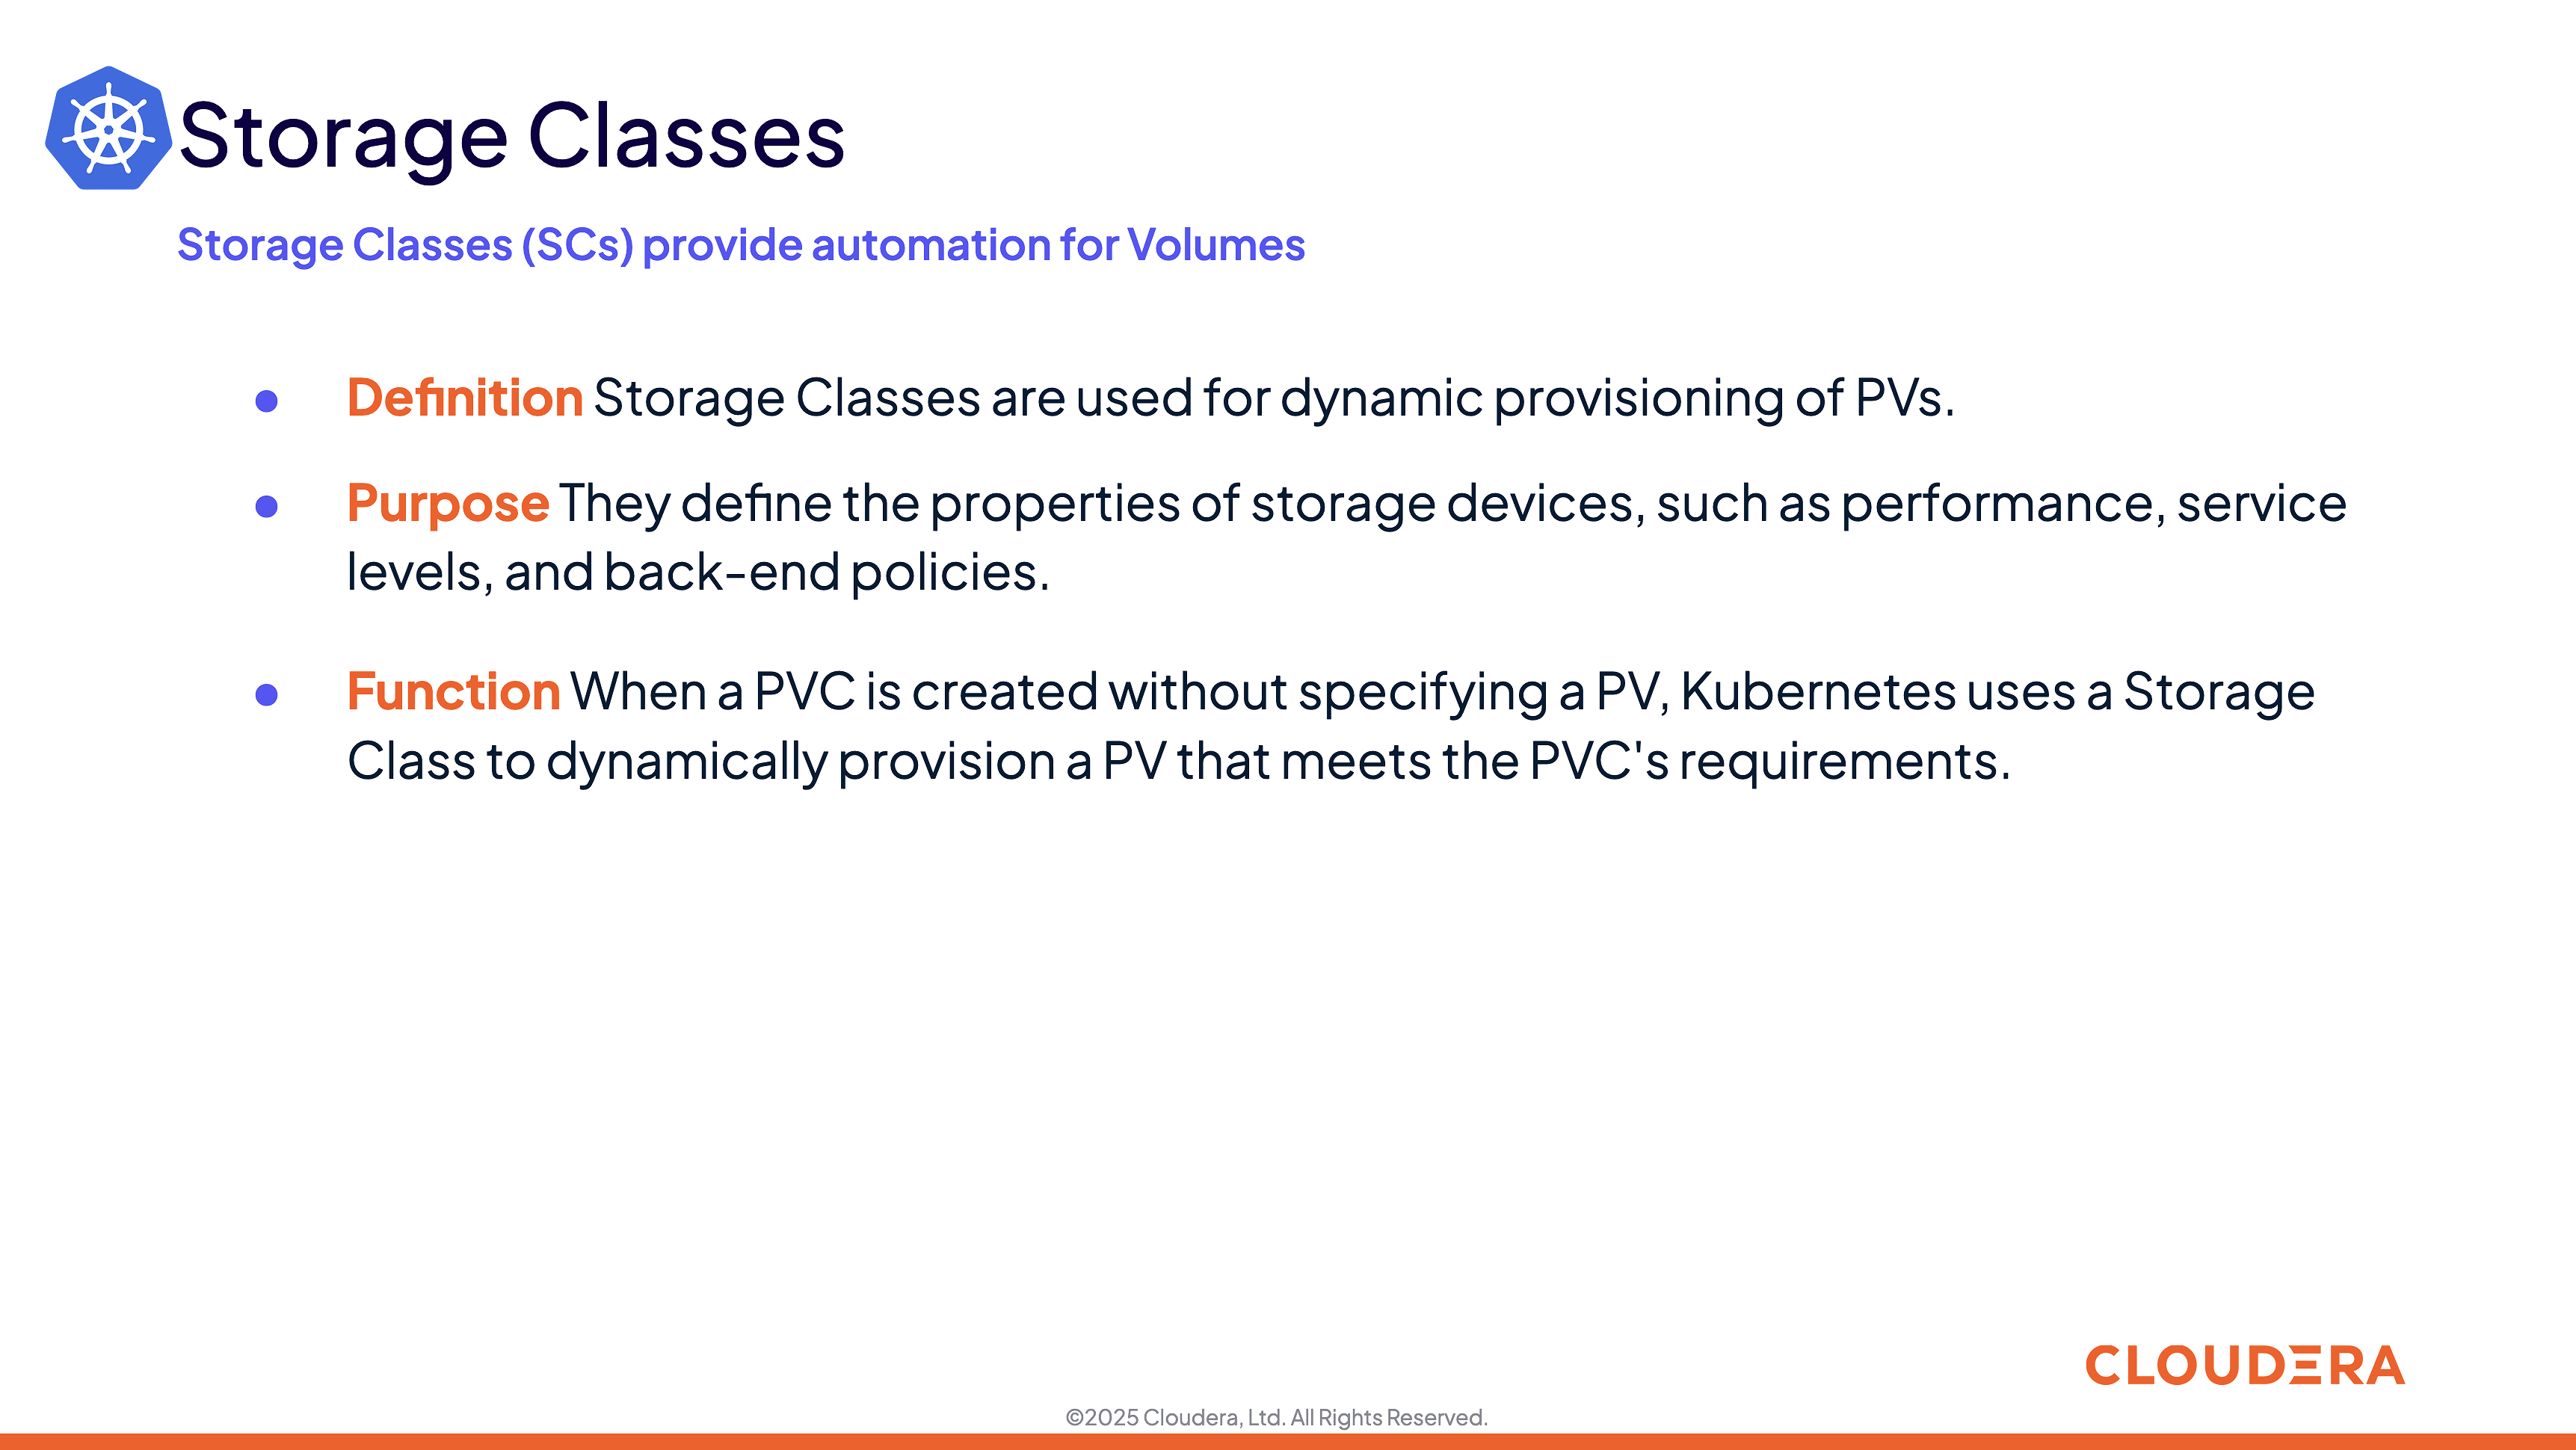 Storage Classes
Storage Classes (SCs) provide automation for Volumes
● Definition Storage Classes are used for dynamic provisioning of PVs.
● Purpose They define the properties of storage devices, such as performance, service
levels, and back-end policies.
● Function When a PVC is created without specifying a PV, Kubernetes uses a Storage
Class to dynamically provision a PV that meets the PVC's requirements.
CLOUDERA
©2025 Cloudera, Ltd. All Rights Reserved.